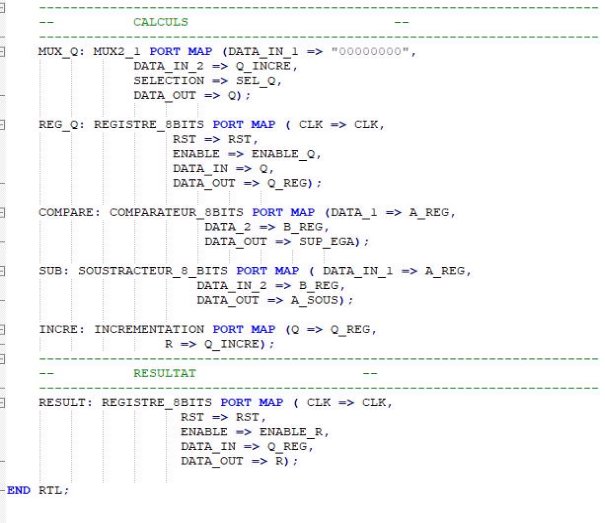 --------------------------------------------------------------------
-- CALCULS --
--------------------------------------------------------------------
MUX_Q: MUX2_1 PORT MAP (DATA_IN_1 => "00000000",
DATA_IN_2 => Q_INCRE,
SELECTION => SEL_Q,
DATA_OUT => Q);
REG_Q: REGISTRE_8BITS PORT MAP ( CLK => CLK,
RST => RST,
ENABLE => ENABLE_Q,
DATA_IN => Q,
DATA_OUT => Q_REG);
COMPARE: COMPARATEUR_8BITS PORT MAP (DATA_1 => A_REG,
DATA_2 => B_REG,
DATA_OUT => SUP_EGA);
SUB: SOUSTRACTEUR_8_BITS PORT MAP ( DATA_IN_1 => A_REG,
DATA_IN_2 => B_REG,
DATA_OUT => A_SOUS);
INCRE: INCREMENTATION PORT MAP (Q => Q_REG,
R => Q_INCRE);
--------------------------------------------------------------------
-- RESULTAT --
--------------------------------------------------------------------
RESULT: REGISTRE_8BITS PORT MAP ( CLK => CLK,
RST => RST,
ENABLE => ENABLE_R,
DATA_IN => Q_REG,
DATA_OUT => R);
END RTL;